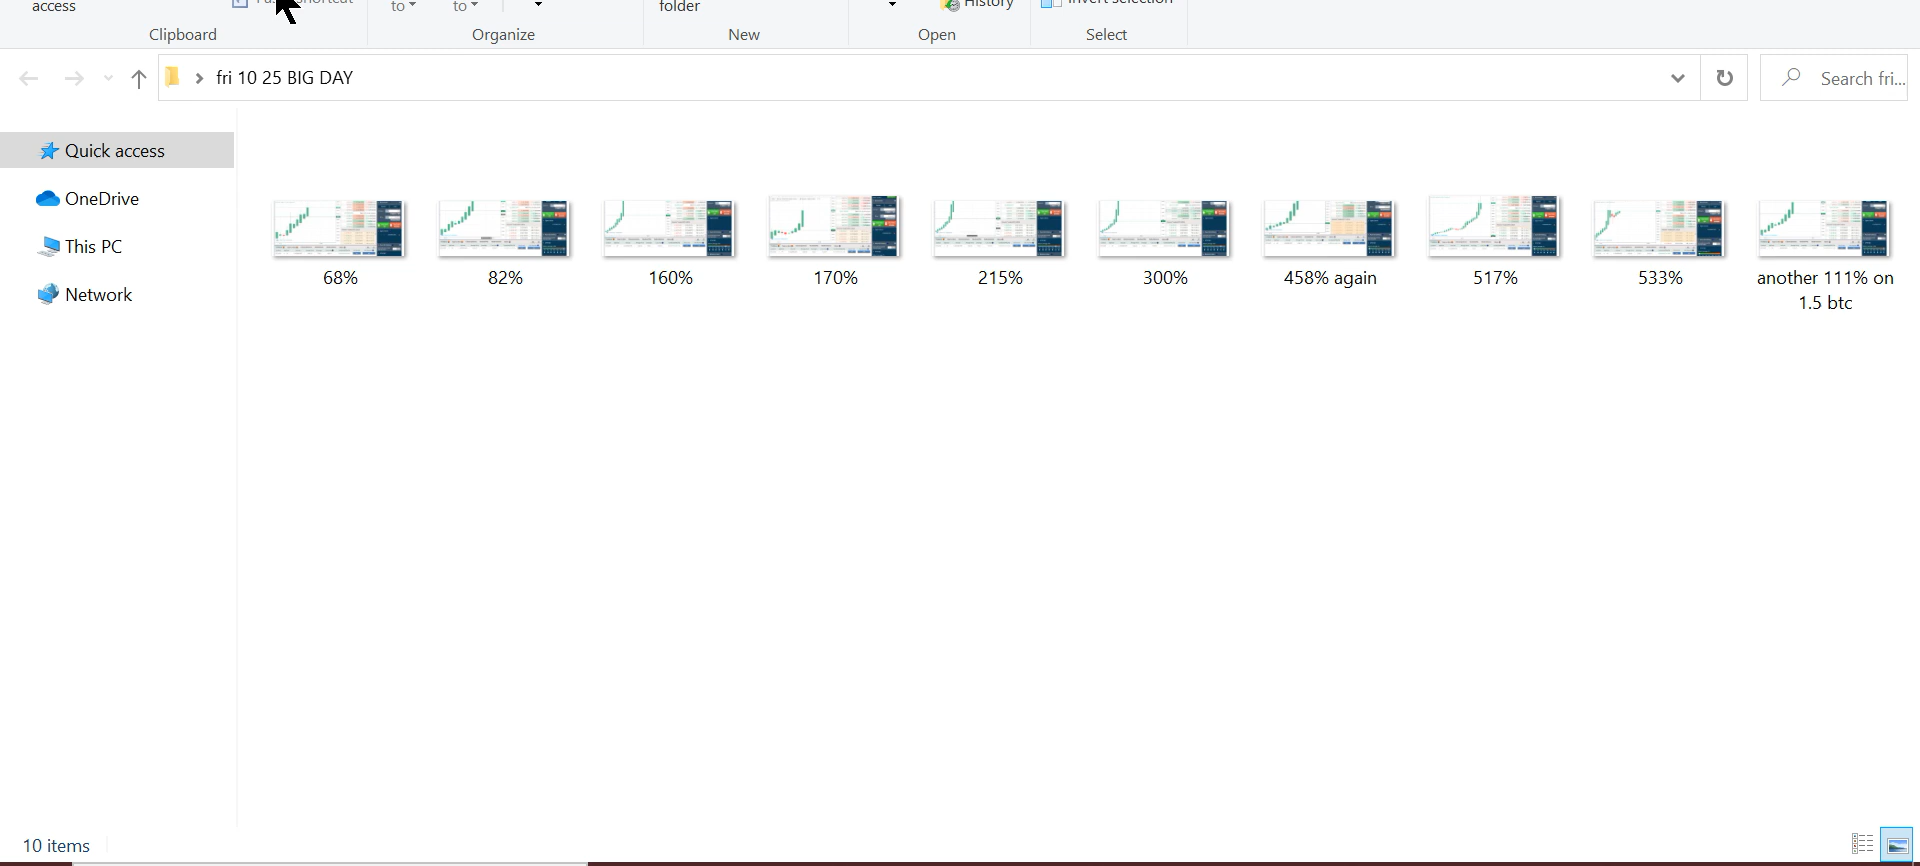 access
to
to
folder
History
Clipboard
Organize
New
Open
Select
fri 10 25 BIG DAY
Search fri...
Quick access
OneDrive
This PC
Network
68%
82%
160%
170%
215%
300%
458% again
517%
533%
another 111% on
1.5 btc
10 items